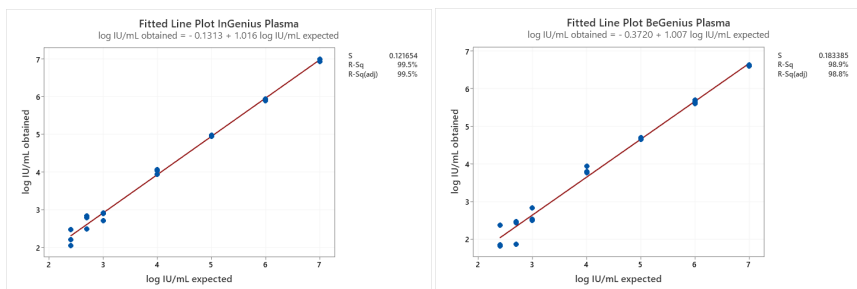 Fitted Line Plot InGenius Plasma
log IU/mL obtained = - 0.1313 + 1.016 log IU/mL expected
S 0.121654
R-Sq 99.5%
R-Sq(adj) 99.5%
log IU/mL obtained
7
6
5
4
3
2
2 3 4 5 6 7
log IU/mL expected
Fitted Line Plot BeGenius Plasma
log IU/mL obtained = - 0.3720 + 1.007 log IU/mL expected
S 0.183385
R-Sq 98.9%
R-Sq(adj) 98.8%
log IU/mL obtained
7
6
5
4
3
2
2 3 4 5 6 7
log IU/mL expected